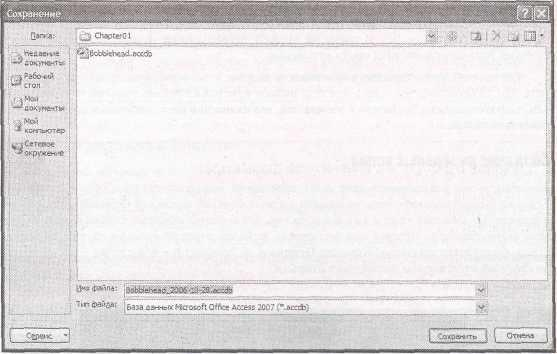 Сохранение
Папка:
Chapter01
Недавние документы
Рабочий стол
Мои документы
Мой компьютер
Сетевое окружение
Bobblehead.accdb
Имя файла:
Bobblehead_2006-10-28.accdb
Тип файла:
База данных Microsoft Office Access 2007 (*.accdb)
Сервис
Сохранить
Отмена